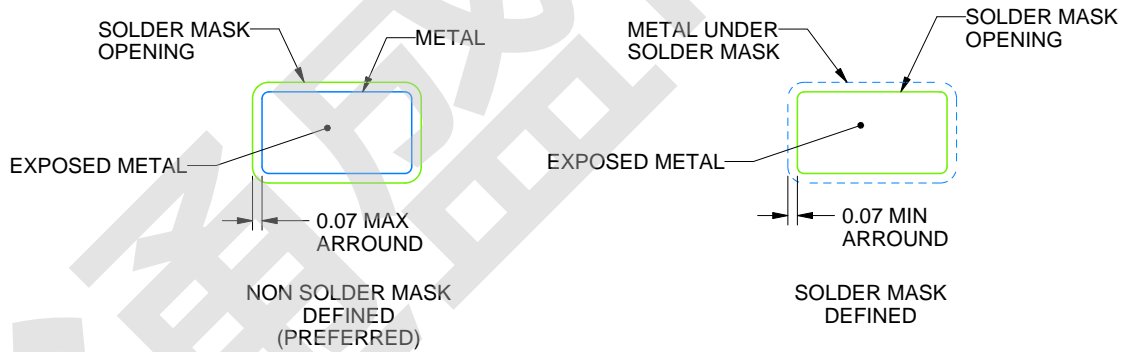 SOLDER MASK
OPENING
METAL
EXPOSED METAL
0.07 MAX
ARROUND
NON SOLDER MASK
DEFINED
(PREFERRED)
METAL UNDER
SOLDER MASK
SOLDER MASK
OPENING
EXPOSED METAL
0.07 MIN
ARROUND
SOLDER MASK
DEFINED